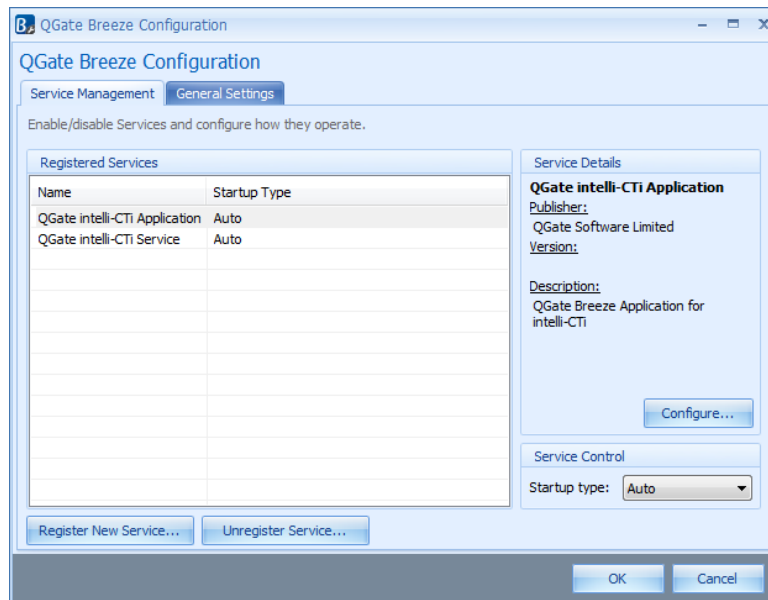 QGate Breeze Configuration
QGate Breeze Configuration
Service Management
General Settings
Enable/disable Services and configure how they operate.
Registered Services
Name
Startup Type
QGate intelli-CTi Application
Auto
QGate intelli-CTi Service
Auto
Register New Service...
Unregister Service...
Service Details
QGate intelli-CTi Application
Publisher:
QGate Software Limited
Version:
Description:
QGate Breeze Application for
intelli-CTi
Configure...
Service Control
Startup type:
Auto
OK
Cancel